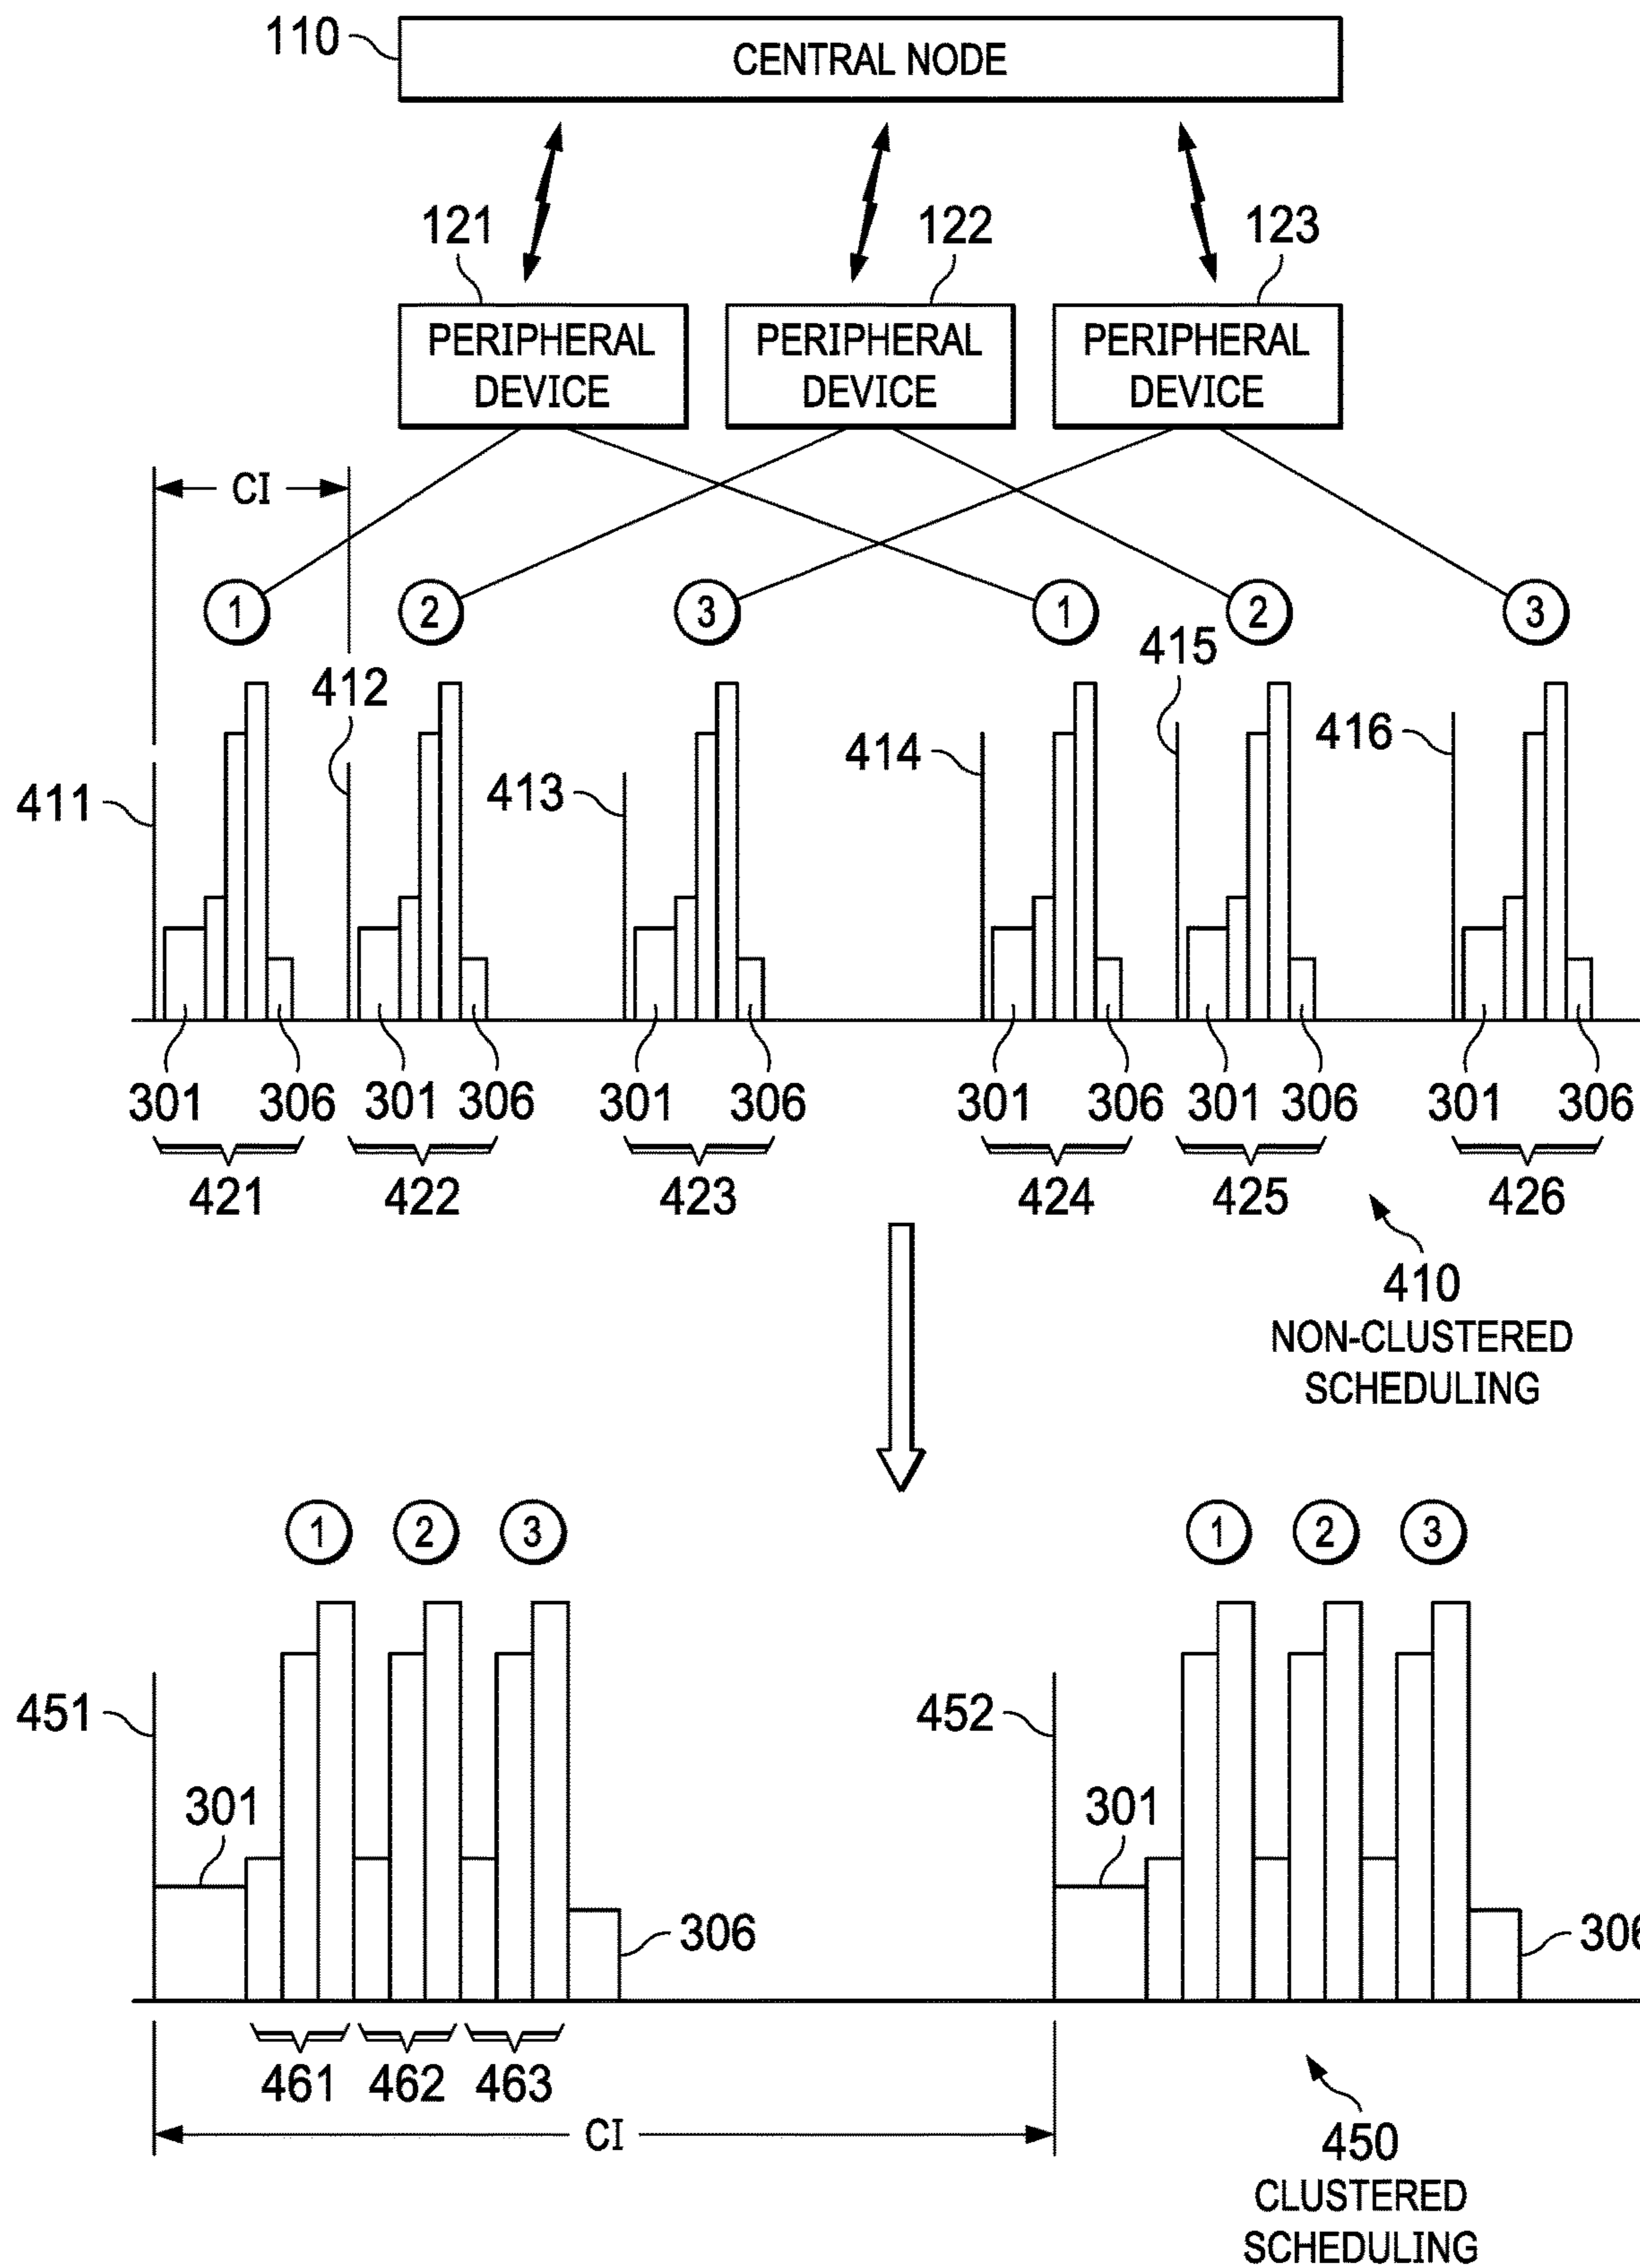 110
CENTRAL NODE
121
122
123
PERIPHERAL DEVICE
PERIPHERAL DEVICE
PERIPHERAL DEVICE
CI
1
2
3
1
2
3
411
412
413
414
415
416
301 306 301 306 301 306 301 306 301 306 301 306
421 422 423 424 425 426
410
NON-CLUSTERED
SCHEDULING
1 2 3 1 2 3
451
452
301
301
306
306
461 462 463
CI
450
CLUSTERED
SCHEDULING